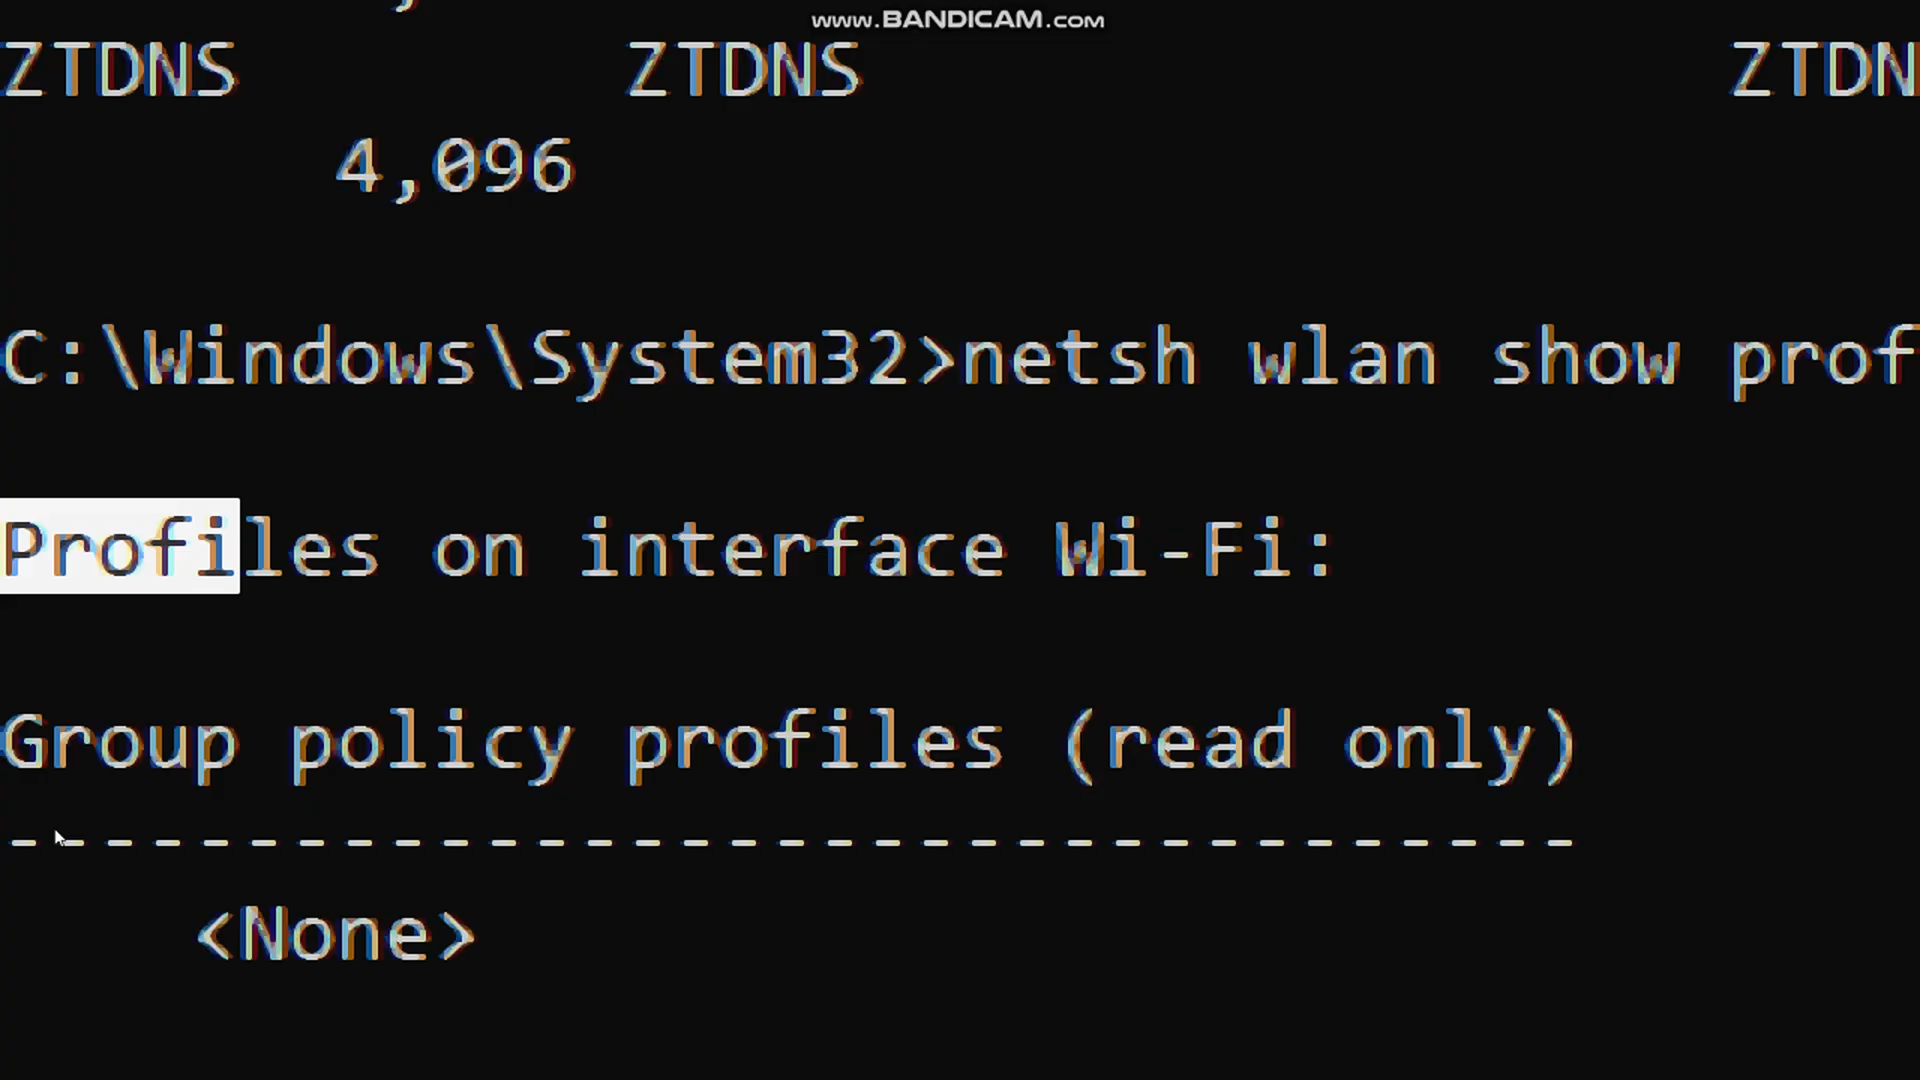 www.BANDICAM.com
ZTDNS ZTDNS ZTDN
4,096
C:\Windows\System32>netsh wlan show prof
Profiles on interface Wi-Fi:
Group policy profiles (read only)
---------------------------------
<None>